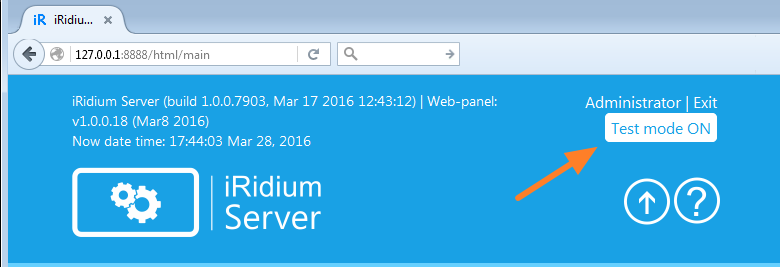 iR iRidiu...
127.0.0.1:8888/html/main
iRidium Server (build 1.0.0.7903, Mar 17 2016 12:43:12) | Web-panel:
v1.0.0.18 (Mar8 2016)
Now date time: 17:44:03 Mar 28, 2016
Administrator | Exit
Test mode ON
iRidium
Server
?